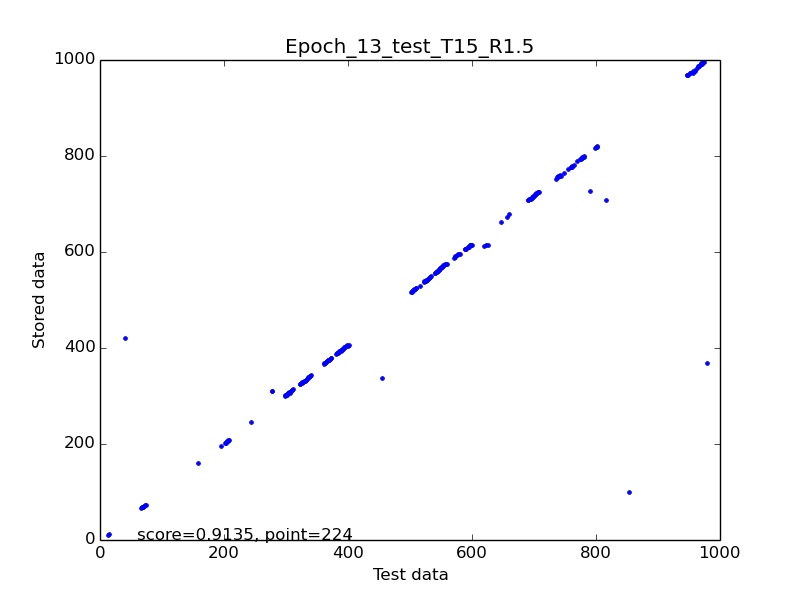 Epoch_13_test_T15_R1.5
1000
800
600
400
200
0
Stored data
score=0.9135, point=224
0 200 400 600 800 1000
Test data